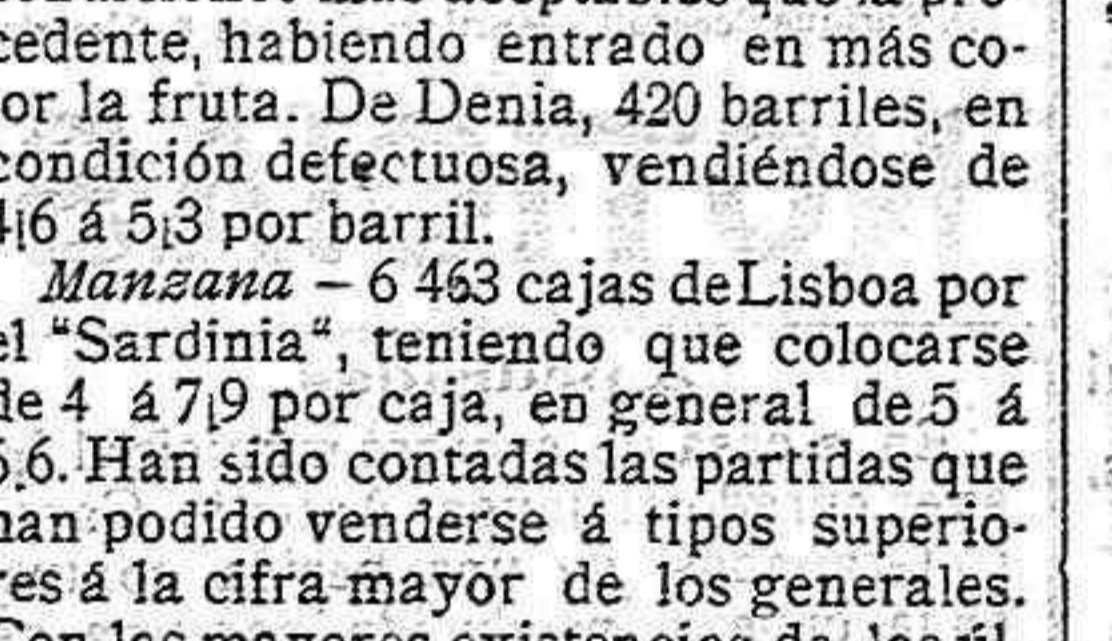 cedente, habiendo entrado en más co-
or la fruta. De Denia, 420 barriles, en
condición defectuosa, vendiéndose de
4¡6 á 5¡3 por barril.
Manzana — 6 463 cajas de Lisboa por
el “Sardinia“, teniendo que colocarse
de 4 á 7¡9 por caja, en general de 5 á
6. Han sido contadas las partidas que
han podido venderse á tipos superio-
res á la cifra mayor de los generales.